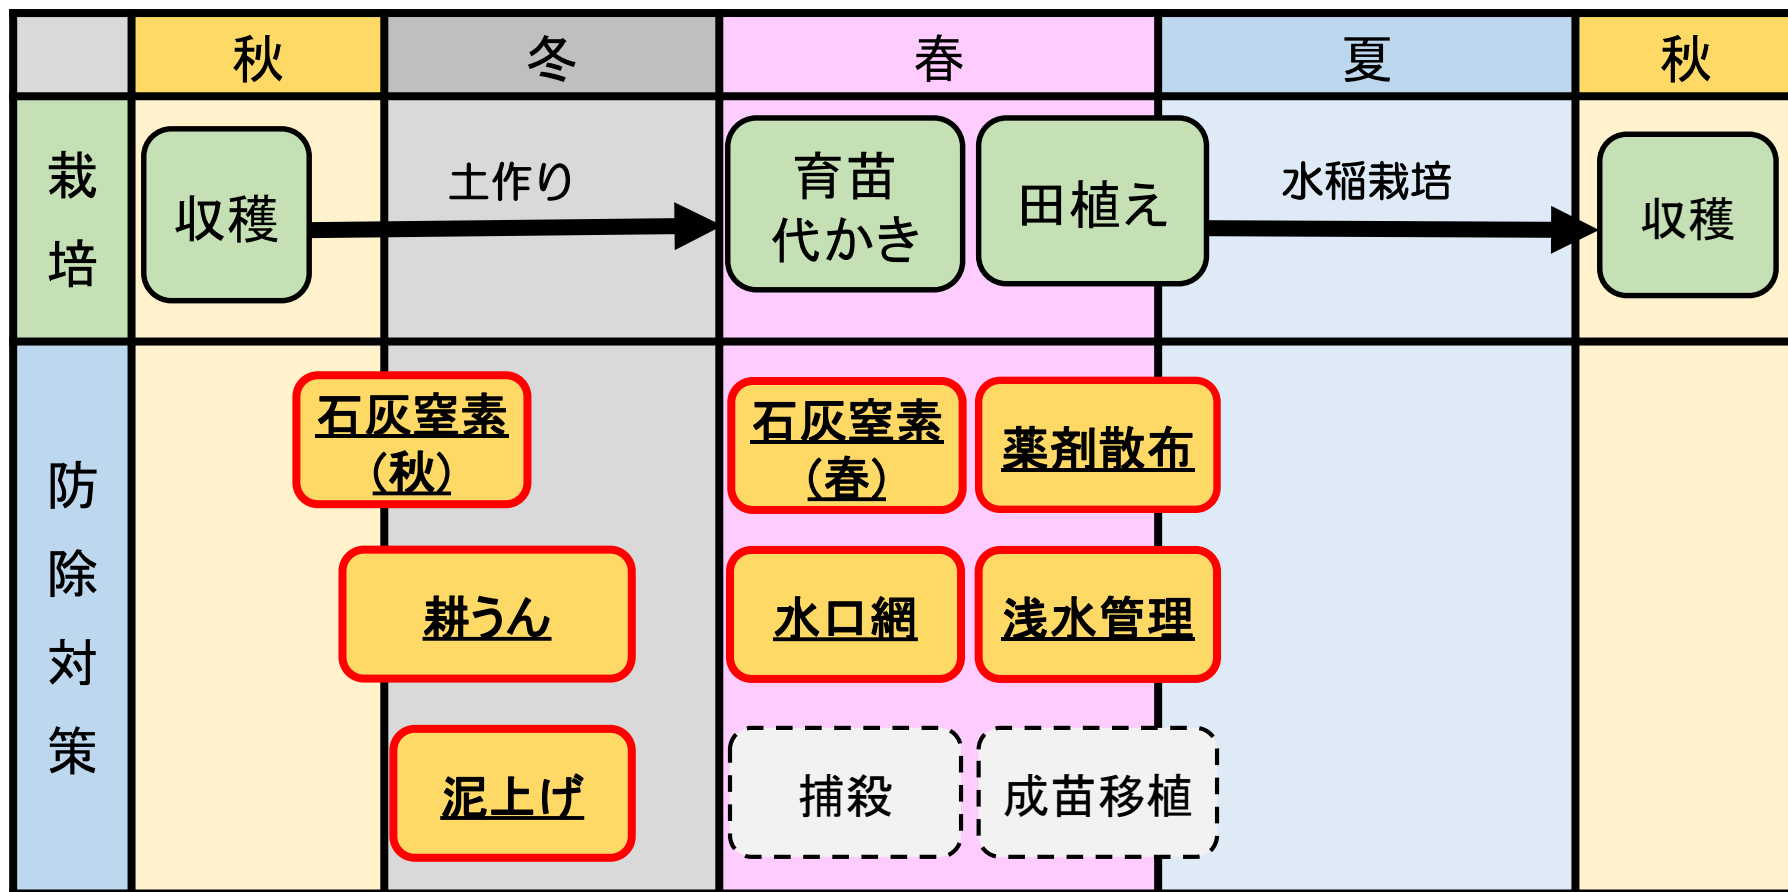 秋
冬
春
夏
秋
栽培
収穫
土作り
育苗
代かき
田植え
水稲栽培
収穫
防除対策
石灰窒素
(秋)
石灰窒素
(春)
薬剤散布
耕うん
水口網
浅水管理
泥上げ
捕殺
成苗移植